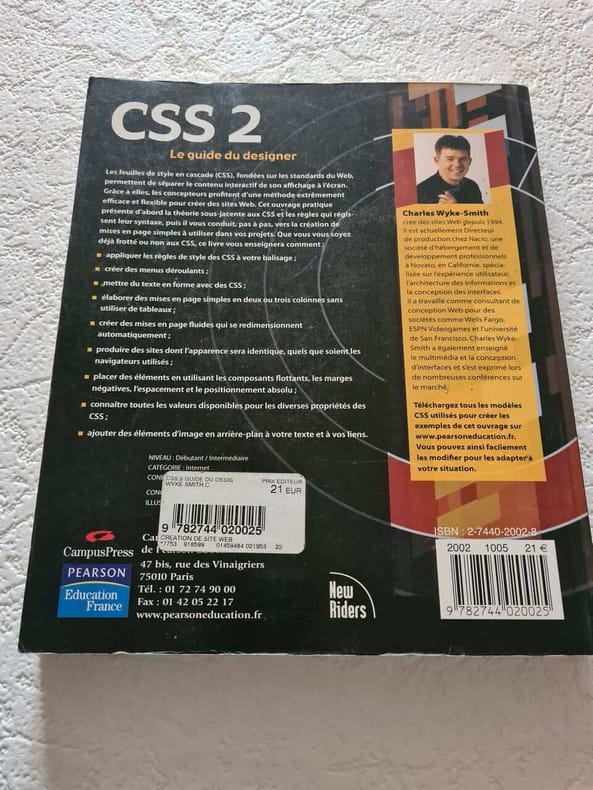 CSS 2
Le guide du designer
Les feuilles de style en cascade (CSS), fondées sur les standards du Web,
permettent de séparer le contenu interactif de son affichage à l'écran.
Grâce à elles, les concepteurs profitent d'une méthode extrêmement
efficace et flexible pour créer des sites Web. Cet ouvrage pratique
présente d'abord la théorie sous-jacente aux CSS et les règles qui régis-
sent leur syntaxe, puis il vous conduit, pas à pas, vers la création de
mises en page simples à utiliser dans vos projets. Que vous vous soyez
déjà frotté ou non aux CSS, ce livre vous enseignera comment :
appliquer les règles de style des CSS à votre balisage ;
créer des menus déroulants ;
mettre du texte en forme avec des CSS ;
élaborer des mises en page simples en deux ou trois colonnes sans
utiliser de tableaux ;
créer des mises en page fluides qui se redimensionnent
automatiquement ;
produire des sites dont l'apparence sera identique, quels que soient les
navigateurs utilisés ;
placer des éléments en utilisant les composants flottants, les marges
négatives, l'espacement et le positionnement absolu ;
connaître toutes les valeurs disponibles pour les diverses propriétés des
CSS ;
ajouter des éléments d'image en arrière-plan à votre texte et à vos liens.
Charles Wyke-Smith
crée des sites Web depuis 1994.
Il est actuellement Directeur
de production chez Nacio, une
société d'hébergement et de
développement professionnels
à Novato, en Californie, spécia-
lisée sur l'expérience utilisateur,
l'architecture des informations et
la conception des interfaces.
Il a travaillé comme consultant de
conception Web pour des
sociétés comme Wells Fargo,
ESPN Videogames et l'université
de San Francisco. Charles Wyke-
Smith a également enseigné
le multimédia et la conception
d'interfaces et s'est exprimé lors
de nombreuses conférences sur
le marché.
Téléchargez tous les modèles
CSS utilisés pour créer les
exemples de cet ouvrage sur
www.pearsoneducation.fr.
Vous pouvez ainsi facilement
les modifier pour les adapter à
votre situation.
NIVEAU : Débutant / Intermédiaire
CATÉGORIE : Internet
CSS,2 GUIDE DU DESIG
WYKE-SMITH C
PRIX EDITEUR
21 EUR
9 782744 020025
CREATION DE SITE WEB
*7753 918599 01459484 021953 22
CampusPress
PEARSON
Education
France
47 bis, rue des Vinaigriers
75010 Paris
Tél. : 01 72 74 90 00
Fax : 01 42 05 22 17
www.pearsoneducation.fr
New
Riders
ISBN : 2-7440-2002-8
2002 1005 21 €
9 782744 020025